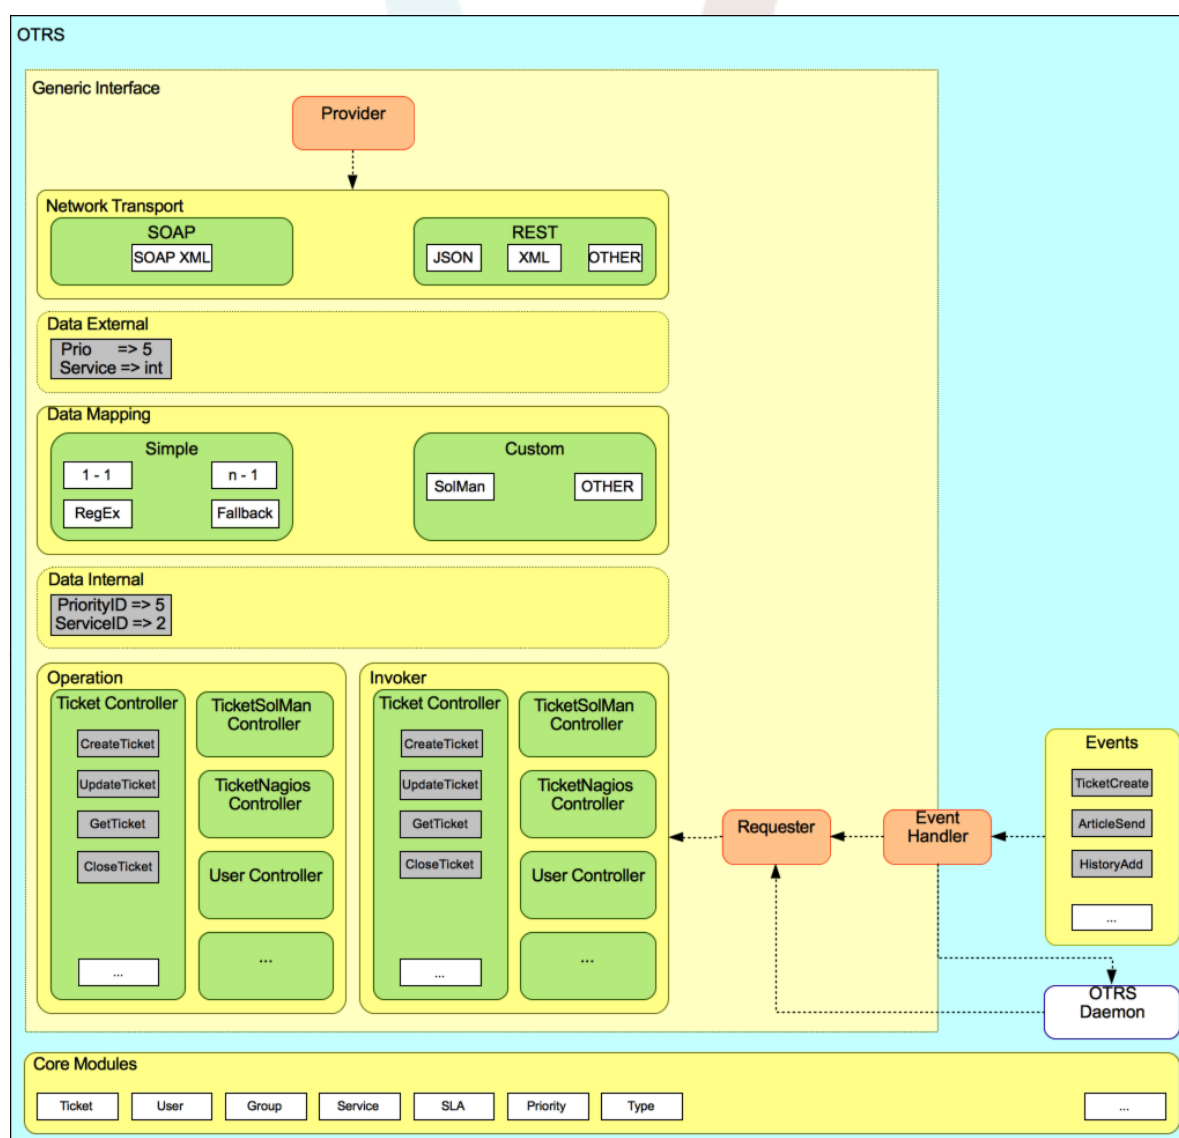 OTRS
Generic Interface
Provider
Network Transport
SOAP
SOAP XML
REST
JSON
XML
OTHER
Data External
Prio => 5
Service => int
Data Mapping
Simple
1 - 1
n - 1
RegEx
Fallback
Custom
SolMan
OTHER
Data Internal
PriorityID => 5
ServiceID => 2
Operation
Ticket Controller
CreateTicket
UpdateTicket
GetTicket
CloseTicket
...
TicketSolMan
Controller
TicketNagios
Controller
User Controller
...
Invoker
Ticket Controller
CreateTicket
UpdateTicket
GetTicket
CloseTicket
...
TicketSolMan
Controller
TicketNagios
Controller
User Controller
...
Requester
Event
Handler
Events
TicketCreate
ArticleSend
HistoryAdd
...
OTRS
Daemon
Core Modules
Ticket
User
Group
Service
SLA
Priority
Type
...